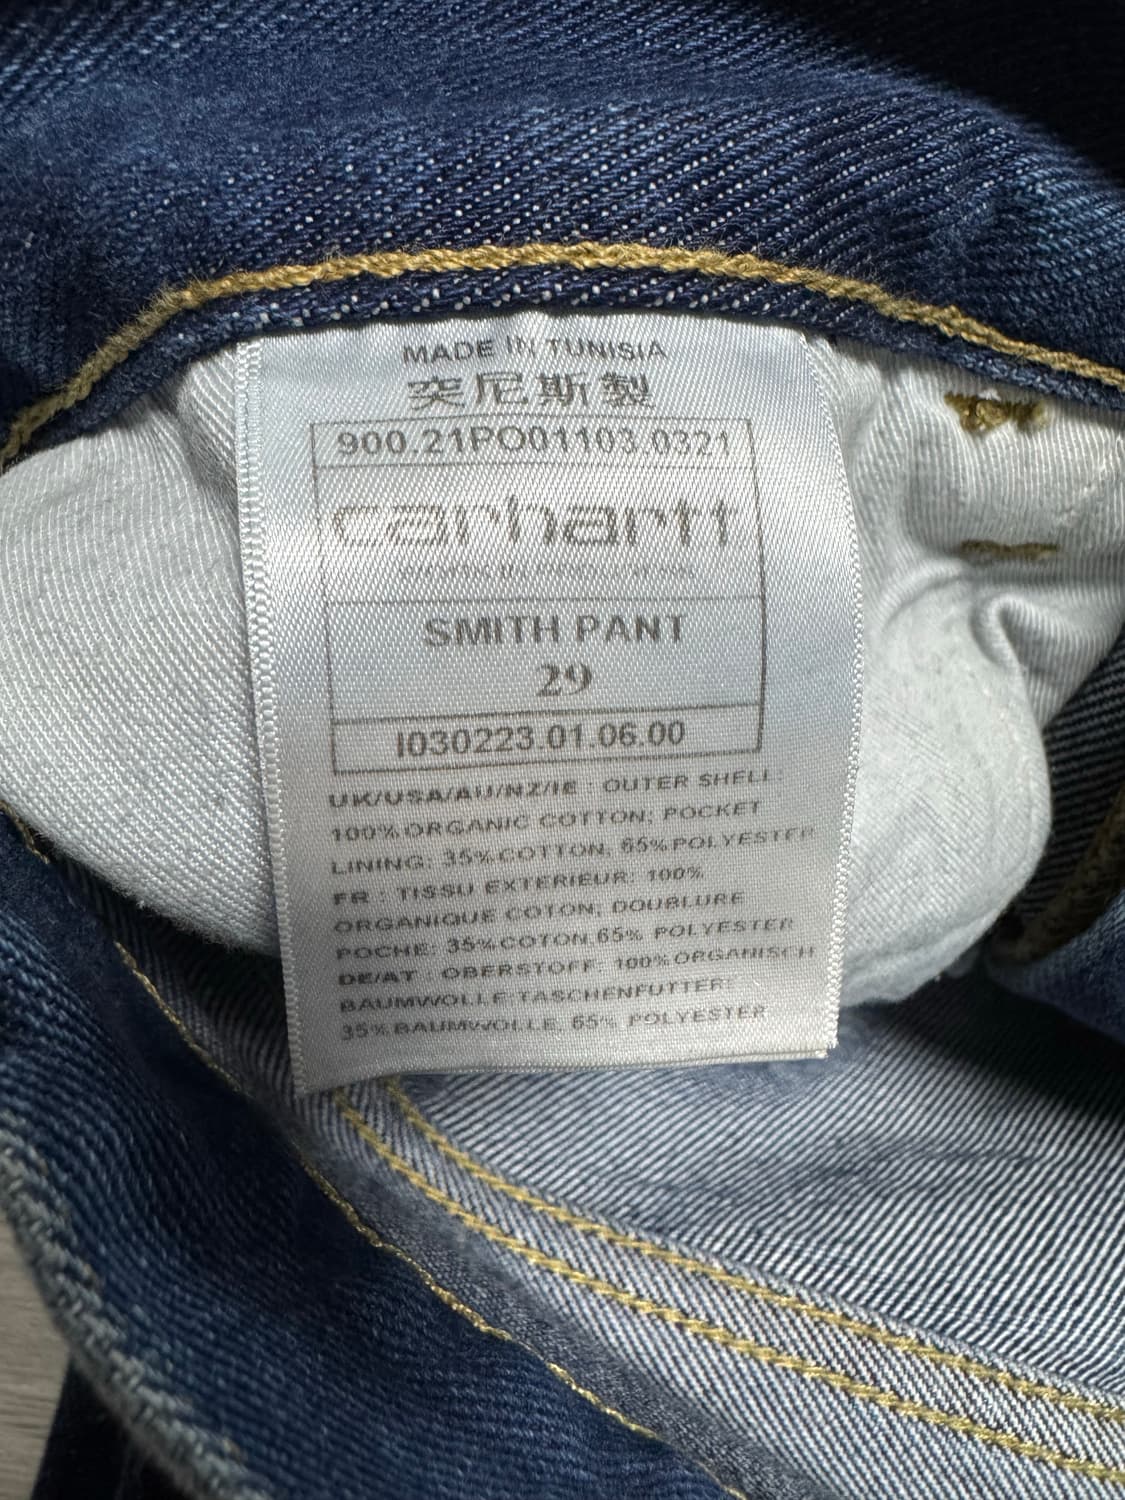 MADE IN TUNISIA
突尼斯製
900.21PO01103.0321
carhartt
SMITH PANT
29
I030223.01.06.00
UK/USA/AU/NZ/IE : OUTER SHELL:
100% ORGANIC COTTON; POCKET
LINING: 35% COTTON, 65% POLYESTER
FR : TISSU EXTERIEUR: 100%
ORGANIQUE COTON; DOUBLURE
POCHE: 35% COTON,65% POLYESTER
DE/AT : OBERSTOFF: 100% ORGANISCH
BAUMWOLLE;TASCHENFUTTER:
35% BAUMWOLLE, 65% POLYESTER